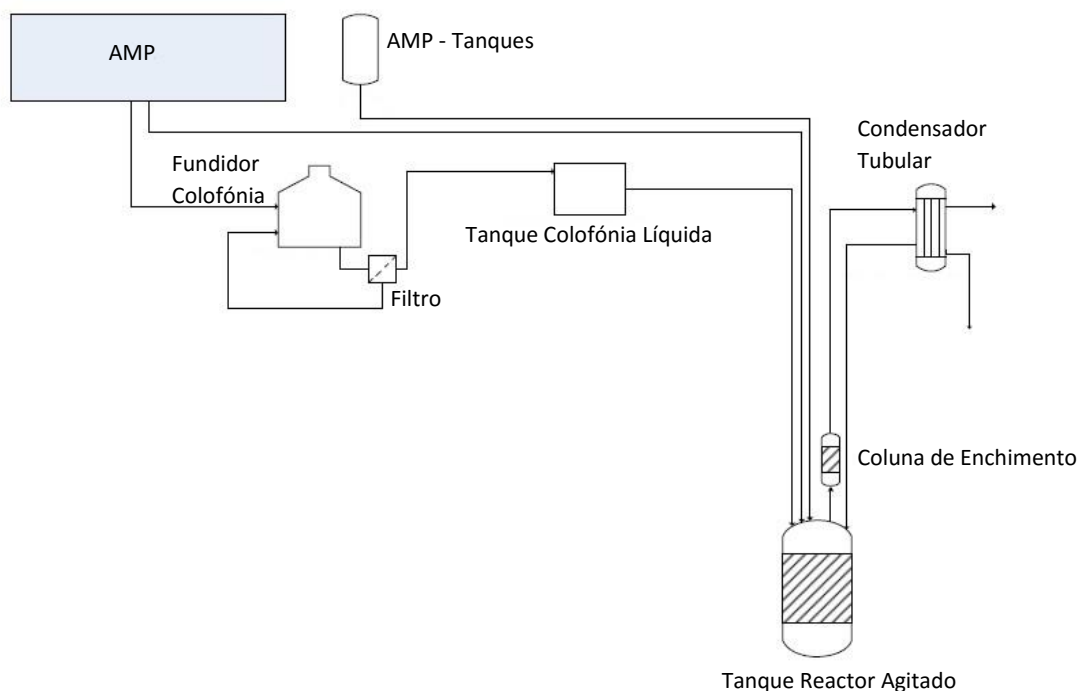 AMP
AMP - Tanques
Condensador
Tubular
Fundidor
Colofónia
Tanque Colofónia Líquida
Filtro
Coluna de Enchimento
Tanque Reactor Agitado